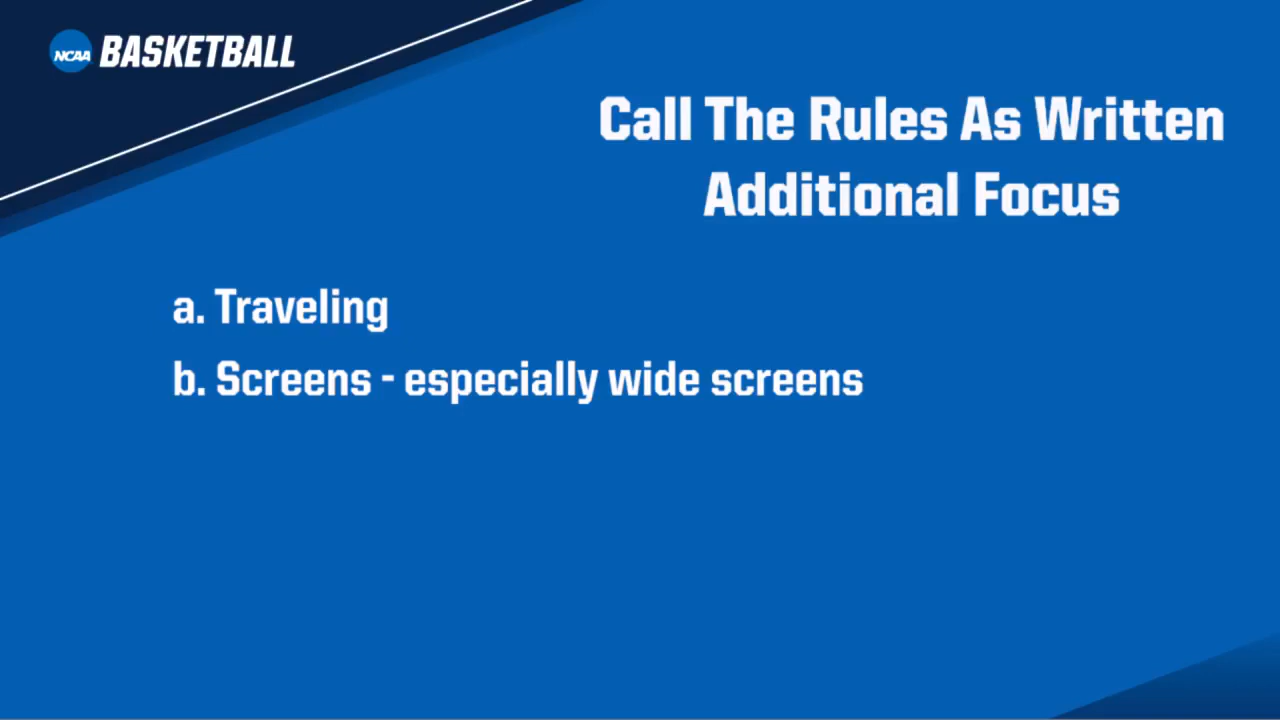 NCAA BASKETBALL
Call The Rules As Written
Additional Focus
a. Traveling
b. Screens - especially wide screens